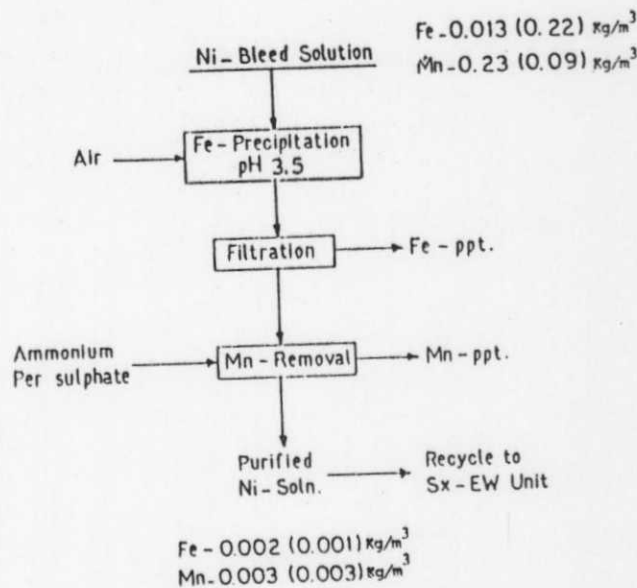 Fe-0.013 (0.22) Kg/m³
Mn-0.23 (0.09) Kg/m³
Ni-Bleed Solution
Air
Fe-Precipitation
pH 3.5
Filtration
Fe-ppt.
Ammonium
Per sulphate
Mn-Removal
Mn-ppt.
Purified
Ni-Soln.
Recycle to
Sx-EW Unit
Fe-0.002 (0.001) Kg/m³
Mn-0.003 (0.003) Kg/m³